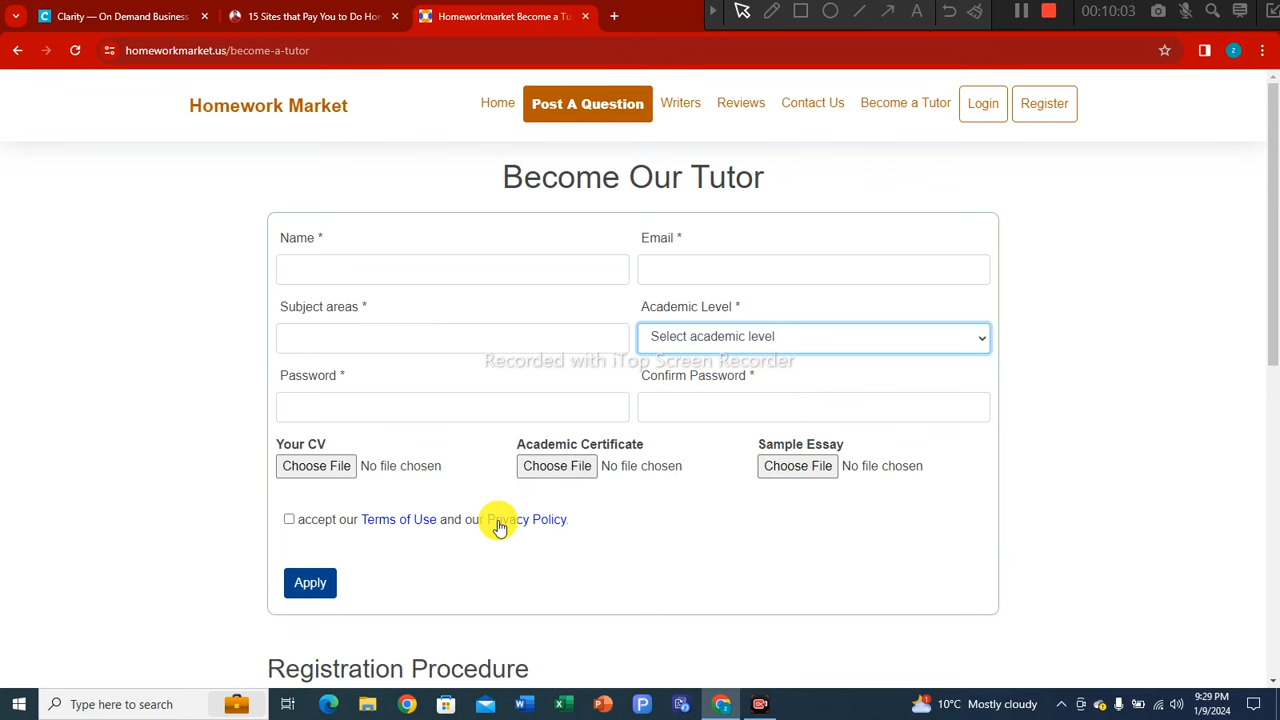 Clarity — On Demand Business
15 Sites that Pay You to Do Hor
Homeworkmarket Become a Tu
00:10:03
homeworkmarket.us/become-a-tutor
Homework Market
Home
Post A Question
Writers
Reviews
Contact Us
Become a Tutor
Login
Register
Become Our Tutor
Name *
Email *
Subject areas *
Academic Level *
Select academic level
Recorded with iTop Screen Recorder
Password *
Confirm Password *
Your CV
Academic Certificate
Sample Essay
Choose File No file chosen
Choose File No file chosen
Choose File No file chosen
accept our Terms of Use and our Privacy Policy.
Apply
Registration Procedure
Type here to search
10°C Mostly cloudy
9:29 PM
1/9/2024